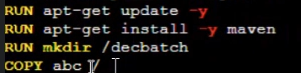 RUN apt-get update -y
RUN apt-get install -y maven
RUN mkdir /decbatch
COPY abc /